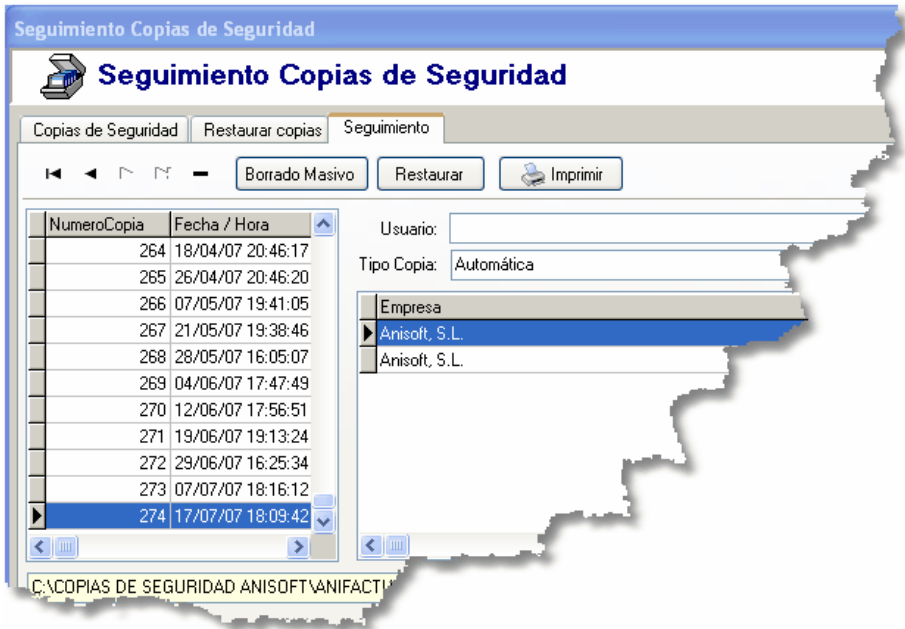 Seguimiento Copias de Seguridad
Seguimiento Copias de Seguridad
Copias de Seguridad Restaurar copias Seguimiento
Borrado Masivo Restaurar Imprimir
NumeroCopia Fecha / Hora
264 18/04/07 20:46:17
265 26/04/07 20:46:20
266 07/05/07 19:41:05
267 21/05/07 19:38:46
268 28/05/07 16:05:07
269 04/06/07 17:47:49
270 12/06/07 17:56:51
271 19/06/07 19:13:24
272 29/06/07 16:25:34
273 07/07/07 18:16:12
274 17/07/07 18:09:42
Usuario:
Tipo Copia: Automática
Empresa
Anisoft, S.L.
Anisoft, S.L.
C:\COPIAS DE SEGURIDAD ANISOFT\ANIFACTU